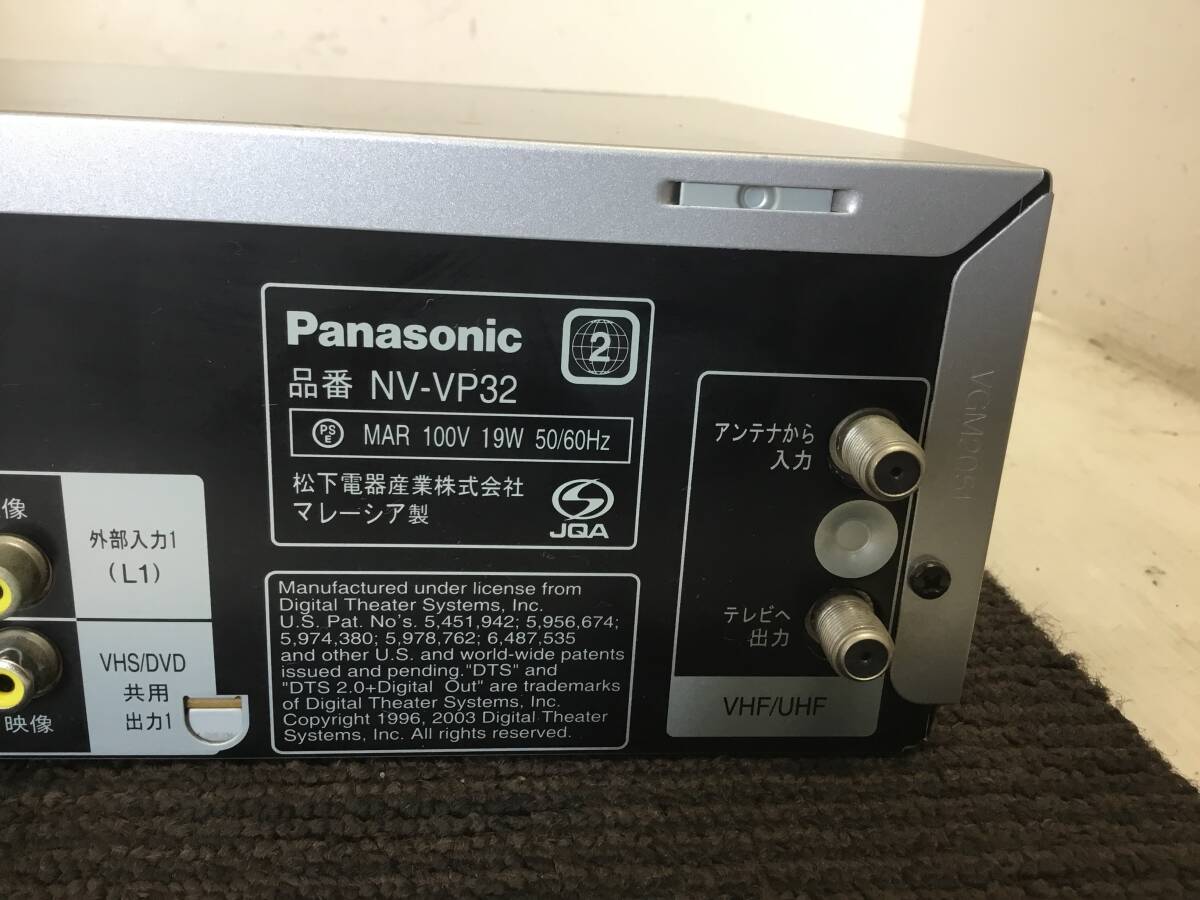 Panasonic
2
品番 NV-VP32
PS
E
MAR 100V 19W 50/60Hz
松下電器産業株式会社
マレーシア製
JQA
Manufactured under license from
Digital Theater Systems, Inc.
U.S. Pat. No's. 5,451,942; 5,956,674;
5,974,380; 5,978,762; 6,487,535
and other U.S. and world-wide patents
issued and pending."DTS" and
"DTS 2.0+Digital Out" are trademarks
of Digital Theater Systems, Inc.
Copyright 1996, 2003 Digital Theater
Systems, Inc. All rights reserved.
像
外部入力1
(L1)
VHS/DVD
共用
出力1
映像
アンテナから
入力
テレビへ
出力
VHF/UHF